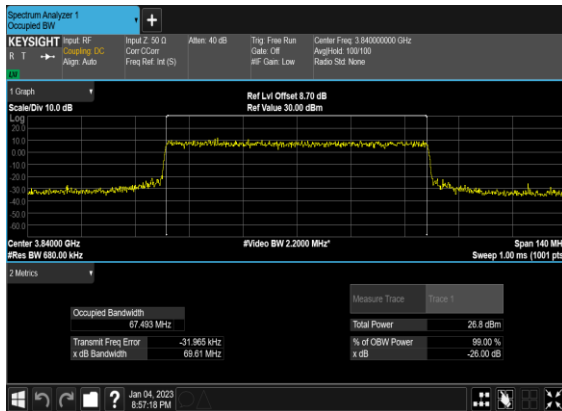 Spectrum Analyzer 1
Occupied BW
+
KEYSIGHT Input: RF Input Z: 50 Ω Atten: 40 dB Trig: Free Run Center Freq: 3.840000000 GHz
R T Coupling: DC Corr CCorr Gate: Off Avg|Hold: 100/100
Align: Auto Freq Ref: Int (S) #IF Gain: Low Radio Std: None
1 Graph
Ref Lvl Offset 8.70 dB
Scale/Div 10.0 dB Ref Value 30.00 dBm
Log
20.0
10.0
0.00
-10.0
-20.0
-30.0
-40.0
-50.0
-60.0
Center 3.84000 GHz #Video BW 2.2000 MHz* Span 140 MH
#Res BW 680.00 kHz Sweep 1.00 ms (1001 pts
2 Metrics
Measure Trace Trace 1
Occupied Bandwidth
67.493 MHz Total Power 26.8 dBm
Transmit Freq Error -31.965 kHz % of OBW Power 99.00 %
x dB Bandwidth 69.61 MHz x dB -26.00 dB
? Jan 04, 2023
8:57:18 PM